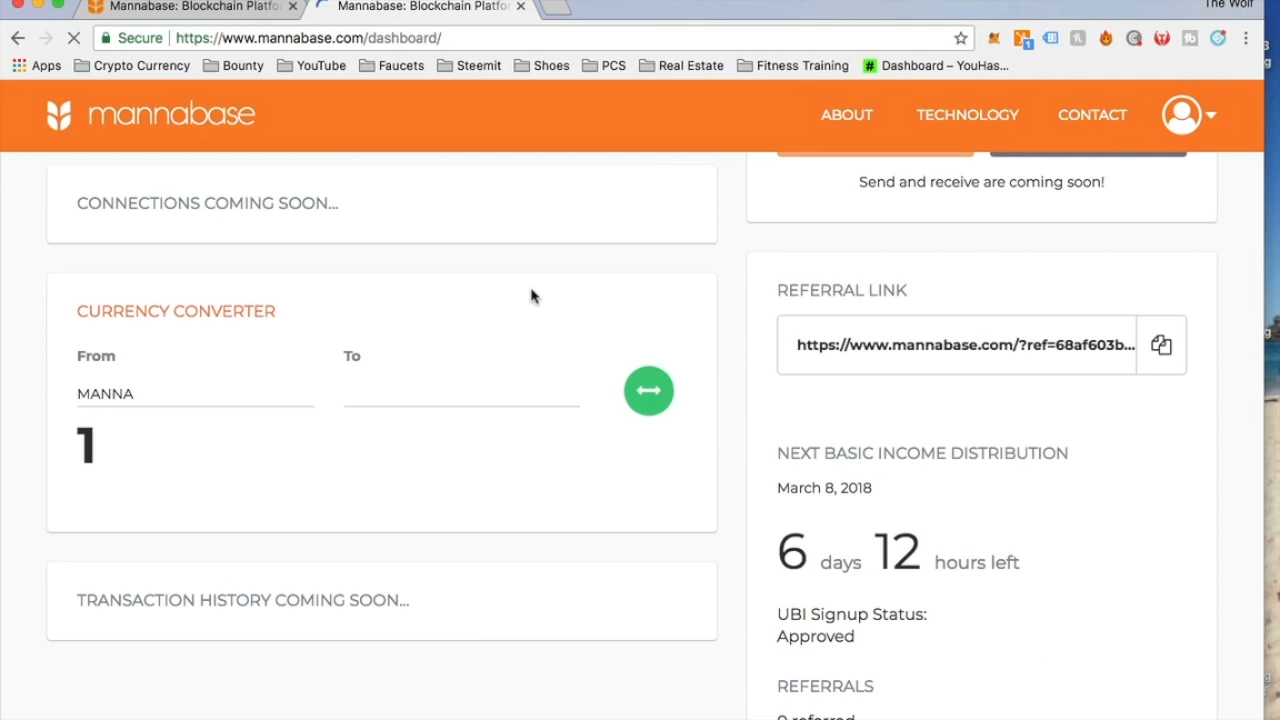 Mannabase: Blockchain Platfo
Mannabase: Blockchain Platfor
The Wolf
Secure
https://www.mannabase.com/dashboard/
Apps
Crypto Currency
Bounty
YouTube
Faucets
Steemit
Shoes
PCS
Real Estate
Fitness Training
Dashboard – YouHas...
mannabase
ABOUT
TECHNOLOGY
CONTACT
CONNECTIONS COMING SOON...
CURRENCY CONVERTER
From
To
MANNA
1
TRANSACTION HISTORY COMING SOON...
Send and receive are coming soon!
REFERRAL LINK
https://www.mannabase.com/?ref=68af603b...
NEXT BASIC INCOME DISTRIBUTION
March 8, 2018
6 days 12 hours left
UBI Signup Status:
Approved
REFERRALS
0 referred